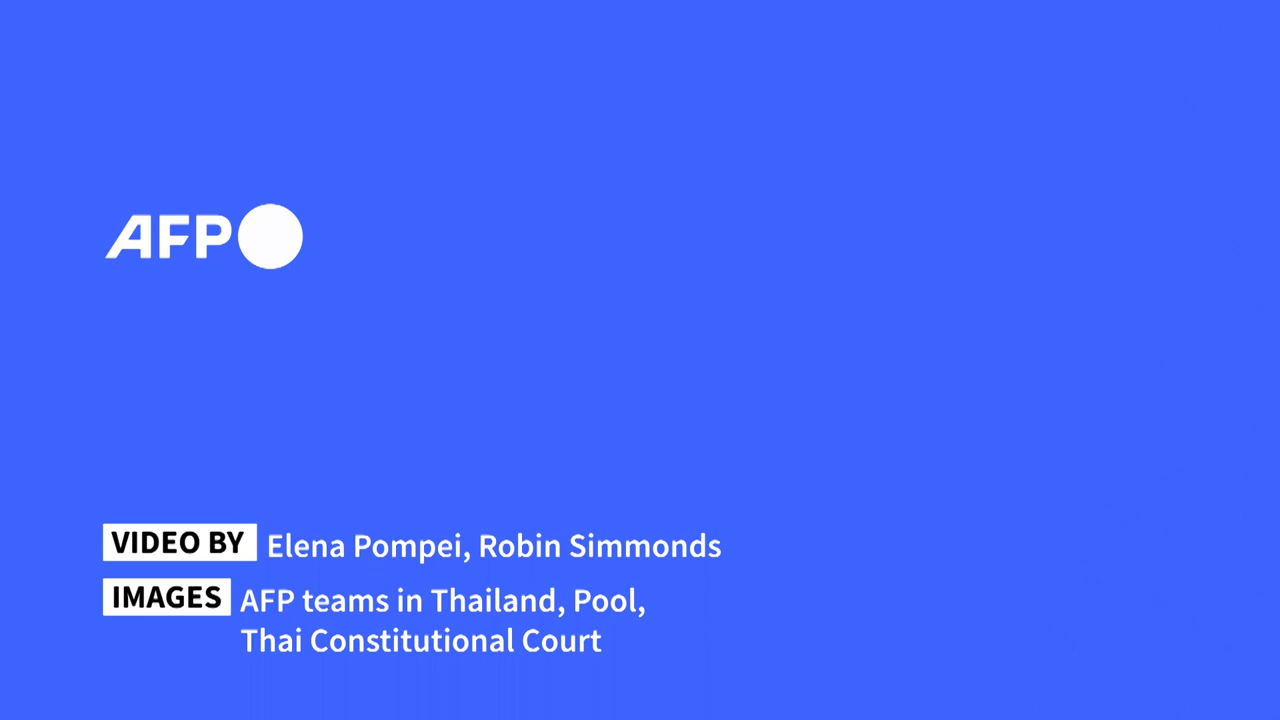 AFP
VIDEO BY Elena Pompei, Robin Simmonds
IMAGES AFP teams in Thailand, Pool,
Thai Constitutional Court